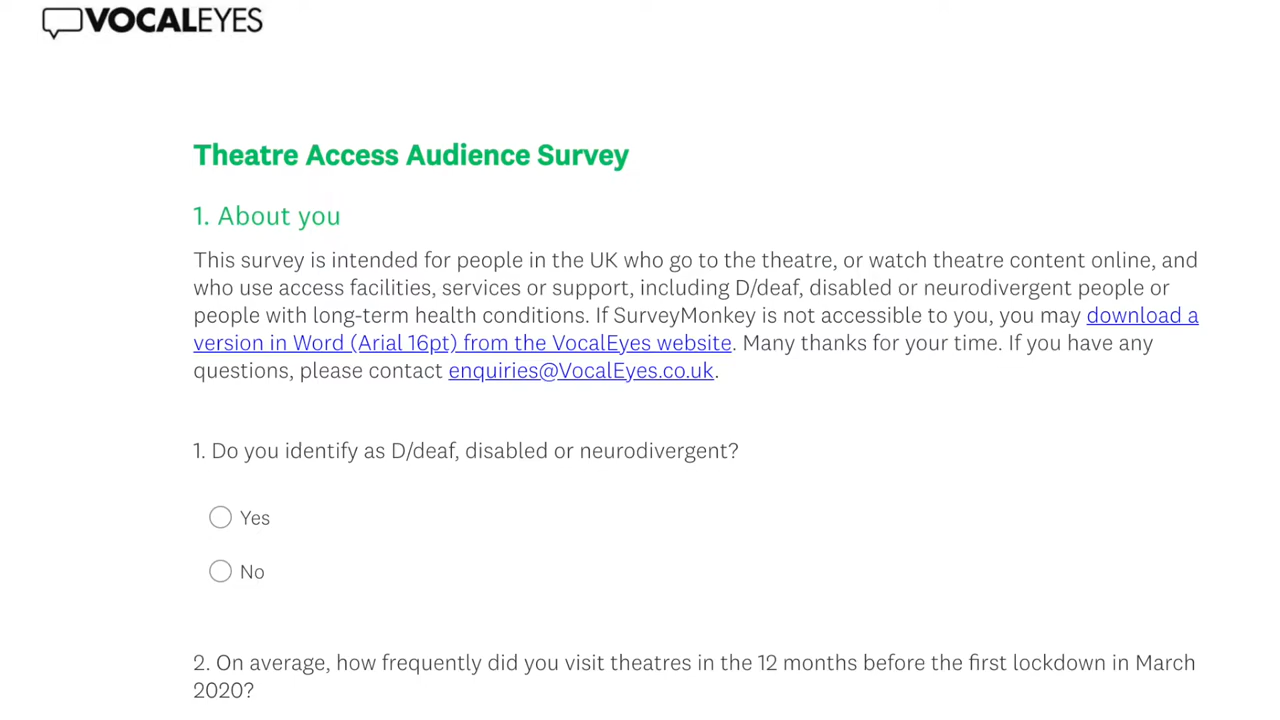 VOCALEYES
Theatre Access Audience Survey
1. About you
This survey is intended for people in the UK who go to the theatre, or watch theatre content online, and
who use access facilities, services or support, including D/deaf, disabled or neurodivergent people or
people with long-term health conditions. If SurveyMonkey is not accessible to you, you may download a
version in Word (Arial 16pt) from the VocalEyes website. Many thanks for your time. If you have any
questions, please contact enquiries@VocalEyes.co.uk.
1. Do you identify as D/deaf, disabled or neurodivergent?
Yes
No
2. On average, how frequently did you visit theatres in the 12 months before the first lockdown in March
2020?